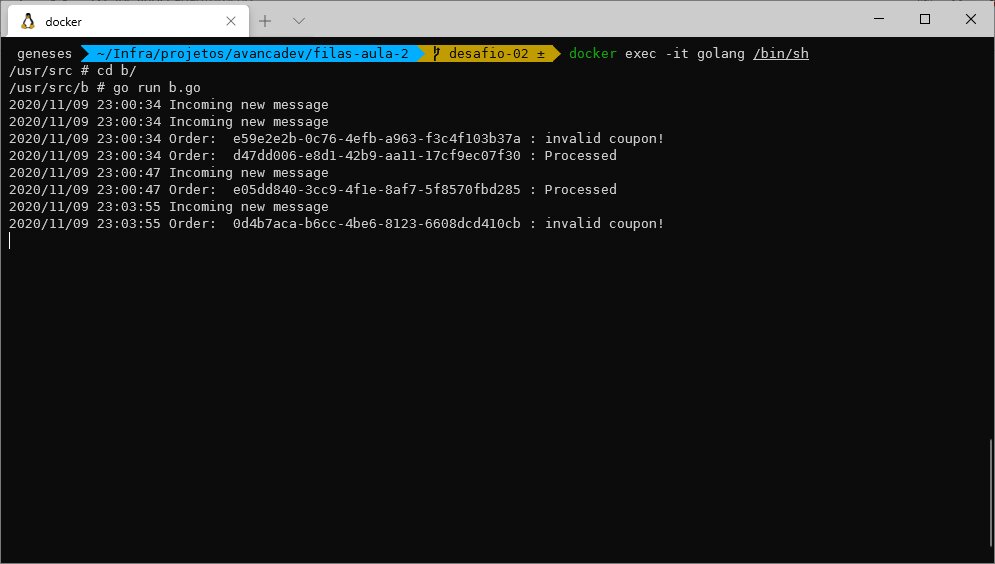 docker
geneses ~/Infra/projetos/avancadev/filas-aula-2 desafio-02 ± docker exec -it golang /bin/sh
/usr/src # cd b/
/usr/src/b # go run b.go
2020/11/09 23:00:34 Incoming new message
2020/11/09 23:00:34 Incoming new message
2020/11/09 23:00:34 Order:  e59e2e2b-0c76-4efb-a963-f3c4f103b37a : invalid coupon!
2020/11/09 23:00:34 Order:  d47dd006-e8d1-42b9-aa11-17cf9ec07f30 : Processed
2020/11/09 23:00:47 Incoming new message
2020/11/09 23:00:47 Order:  e05dd840-3cc9-4f1e-8af7-5f8570fbd285 : Processed
2020/11/09 23:03:55 Incoming new message
2020/11/09 23:03:55 Order:  0d4b7aca-b6cc-4be6-8123-6608dcd410cb : invalid coupon!